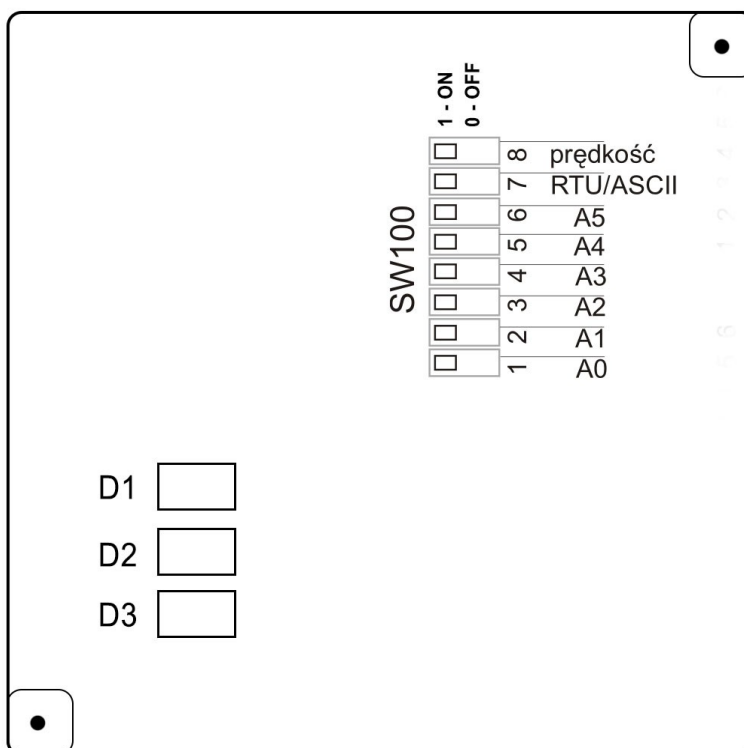 1 - ON
0 - OFF
SW100
8 prędkość
7 RTU/ASCII
6 A5
5 A4
4 A3
3 A2
2 A1
1 A0
D1
D2
D3